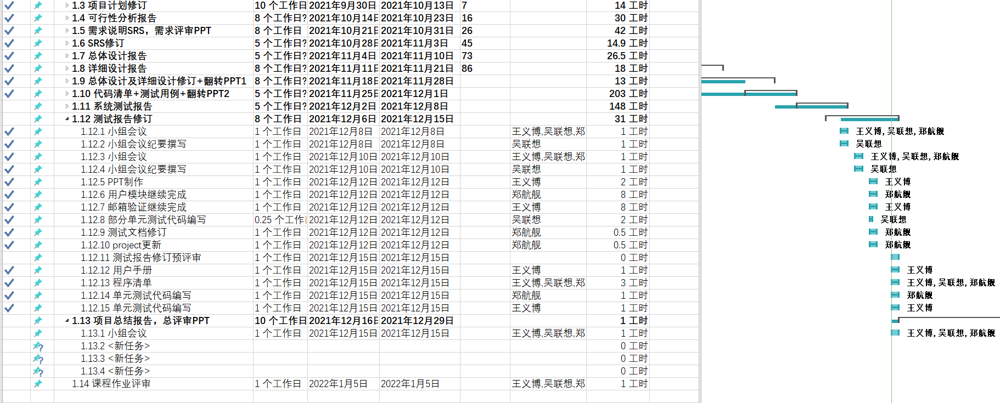 1.3 项目计划修订 10 个工作日 2021年9月30日 2021年10月13日 7 14 工时
1.4 可行性分析报告 8 个工作日? 2021年10月14日 2021年10月23日 16 30 工时
1.5 需求说明SRS，需求评审PPT 8 个工作日 2021年10月21日 2021年10月31日 26 42 工时
1.6 SRS修订 5 个工作日? 2021年10月28日 2021年11月3日 45 14.9 工时
1.7 总体设计报告 5 个工作日? 2021年11月4日 2021年11月10日 73 26.5 工时
1.8 详细设计报告 8 个工作日? 2021年11月11日 2021年11月21日 86 18 工时
1.9 总体设计及详细设计修订+翻转PPT1 8 个工作日? 2021年11月18日 2021年11月28日 13 工时
1.10 代码清单+测试用例+翻转PPT2 5 个工作日? 2021年11月25日 2021年12月1日 203 工时
1.11 系统测试报告 5 个工作日? 2021年12月2日 2021年12月8日 148 工时
1.12 测试报告修订 8 个工作日 2021年12月6日 2021年12月15日 31 工时
1.12.1 小组会议 1 个工作日 2021年12月8日 2021年12月8日 王义博,吴联想,郑 1 工时 王义博, 吴联想, 郑航舰
1.12.2 小组会议纪要撰写 1 个工作日 2021年12月8日 2021年12月8日 吴联想 1 工时 吴联想
1.12.3 小组会议 1 个工作日 2021年12月10日 2021年12月10日 王义博,吴联想,郑 1 工时 王义博, 吴联想, 郑航舰
1.12.4 小组会议纪要撰写 1 个工作日 2021年12月10日 2021年12月10日 吴联想 1 工时 吴联想
1.12.5 PPT制作 1 个工作日 2021年12月12日 2021年12月12日 王义博 2 工时 王义博
1.12.6 用户模块继续完成 1 个工作日 2021年12月12日 2021年12月12日 郑航舰 8 工时 郑航舰
1.12.7 邮箱验证继续完成 1 个工作日 2021年12月12日 2021年12月12日 王义博 8 工时 王义博
1.12.8 部分单元测试代码编写 0.25 个工作 2021年12月12日 2021年12月12日 吴联想 2 工时 吴联想
1.12.9 测试文档修订 1 个工作日 2021年12月12日 2021年12月12日 郑航舰 0.5 工时 郑航舰
1.12.10 project更新 1 个工作日 2021年12月12日 2021年12月12日 郑航舰 0.5 工时 郑航舰
1.12.11 测试报告修订预评审 1 个工作日 2021年12月15日 2021年12月15日 0 工时
1.12.12 用户手册 1 个工作日 2021年12月15日 2021年12月15日 王义博 1 工时 王义博
1.12.13 程序清单 1 个工作日 2021年12月15日 2021年12月15日 王义博,吴联想,郑 3 工时 王义博, 吴联想, 郑航舰
1.12.14 单元测试代码编写 1 个工作日 2021年12月15日 2021年12月15日 郑航舰 1 工时 郑航舰
1.12.15 单元测试代码编写 1 个工作日 2021年12月15日 2021年12月15日 王义博 1 工时 王义博
1.13 项目总结报告，总评审PPT 10 个工作日 2021年12月16日 2021年12月29日 1 工时
1.13.1 小组会议 1 个工作日 2021年12月15日 2021年12月15日 王义博,吴联想,郑 1 工时 王义博, 吴联想, 郑航舰
1.13.2 <新任务> 0 工时
1.13.3 <新任务> 0 工时
1.13.4 <新任务> 0 工时
1.14 课程作业评审 1 个工作日 2022年1月5日 2022年1月5日 王义博,吴联想,郑 1 工时